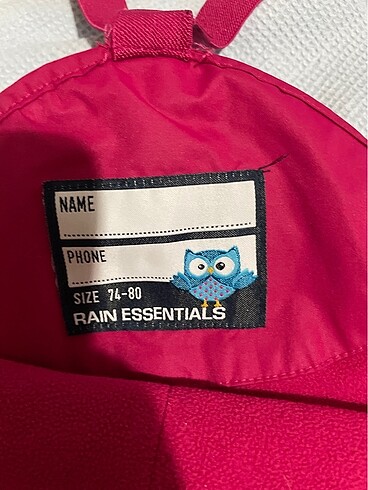 NAME
PHONE
SIZE 74-80
RAIN ESSENTIALS